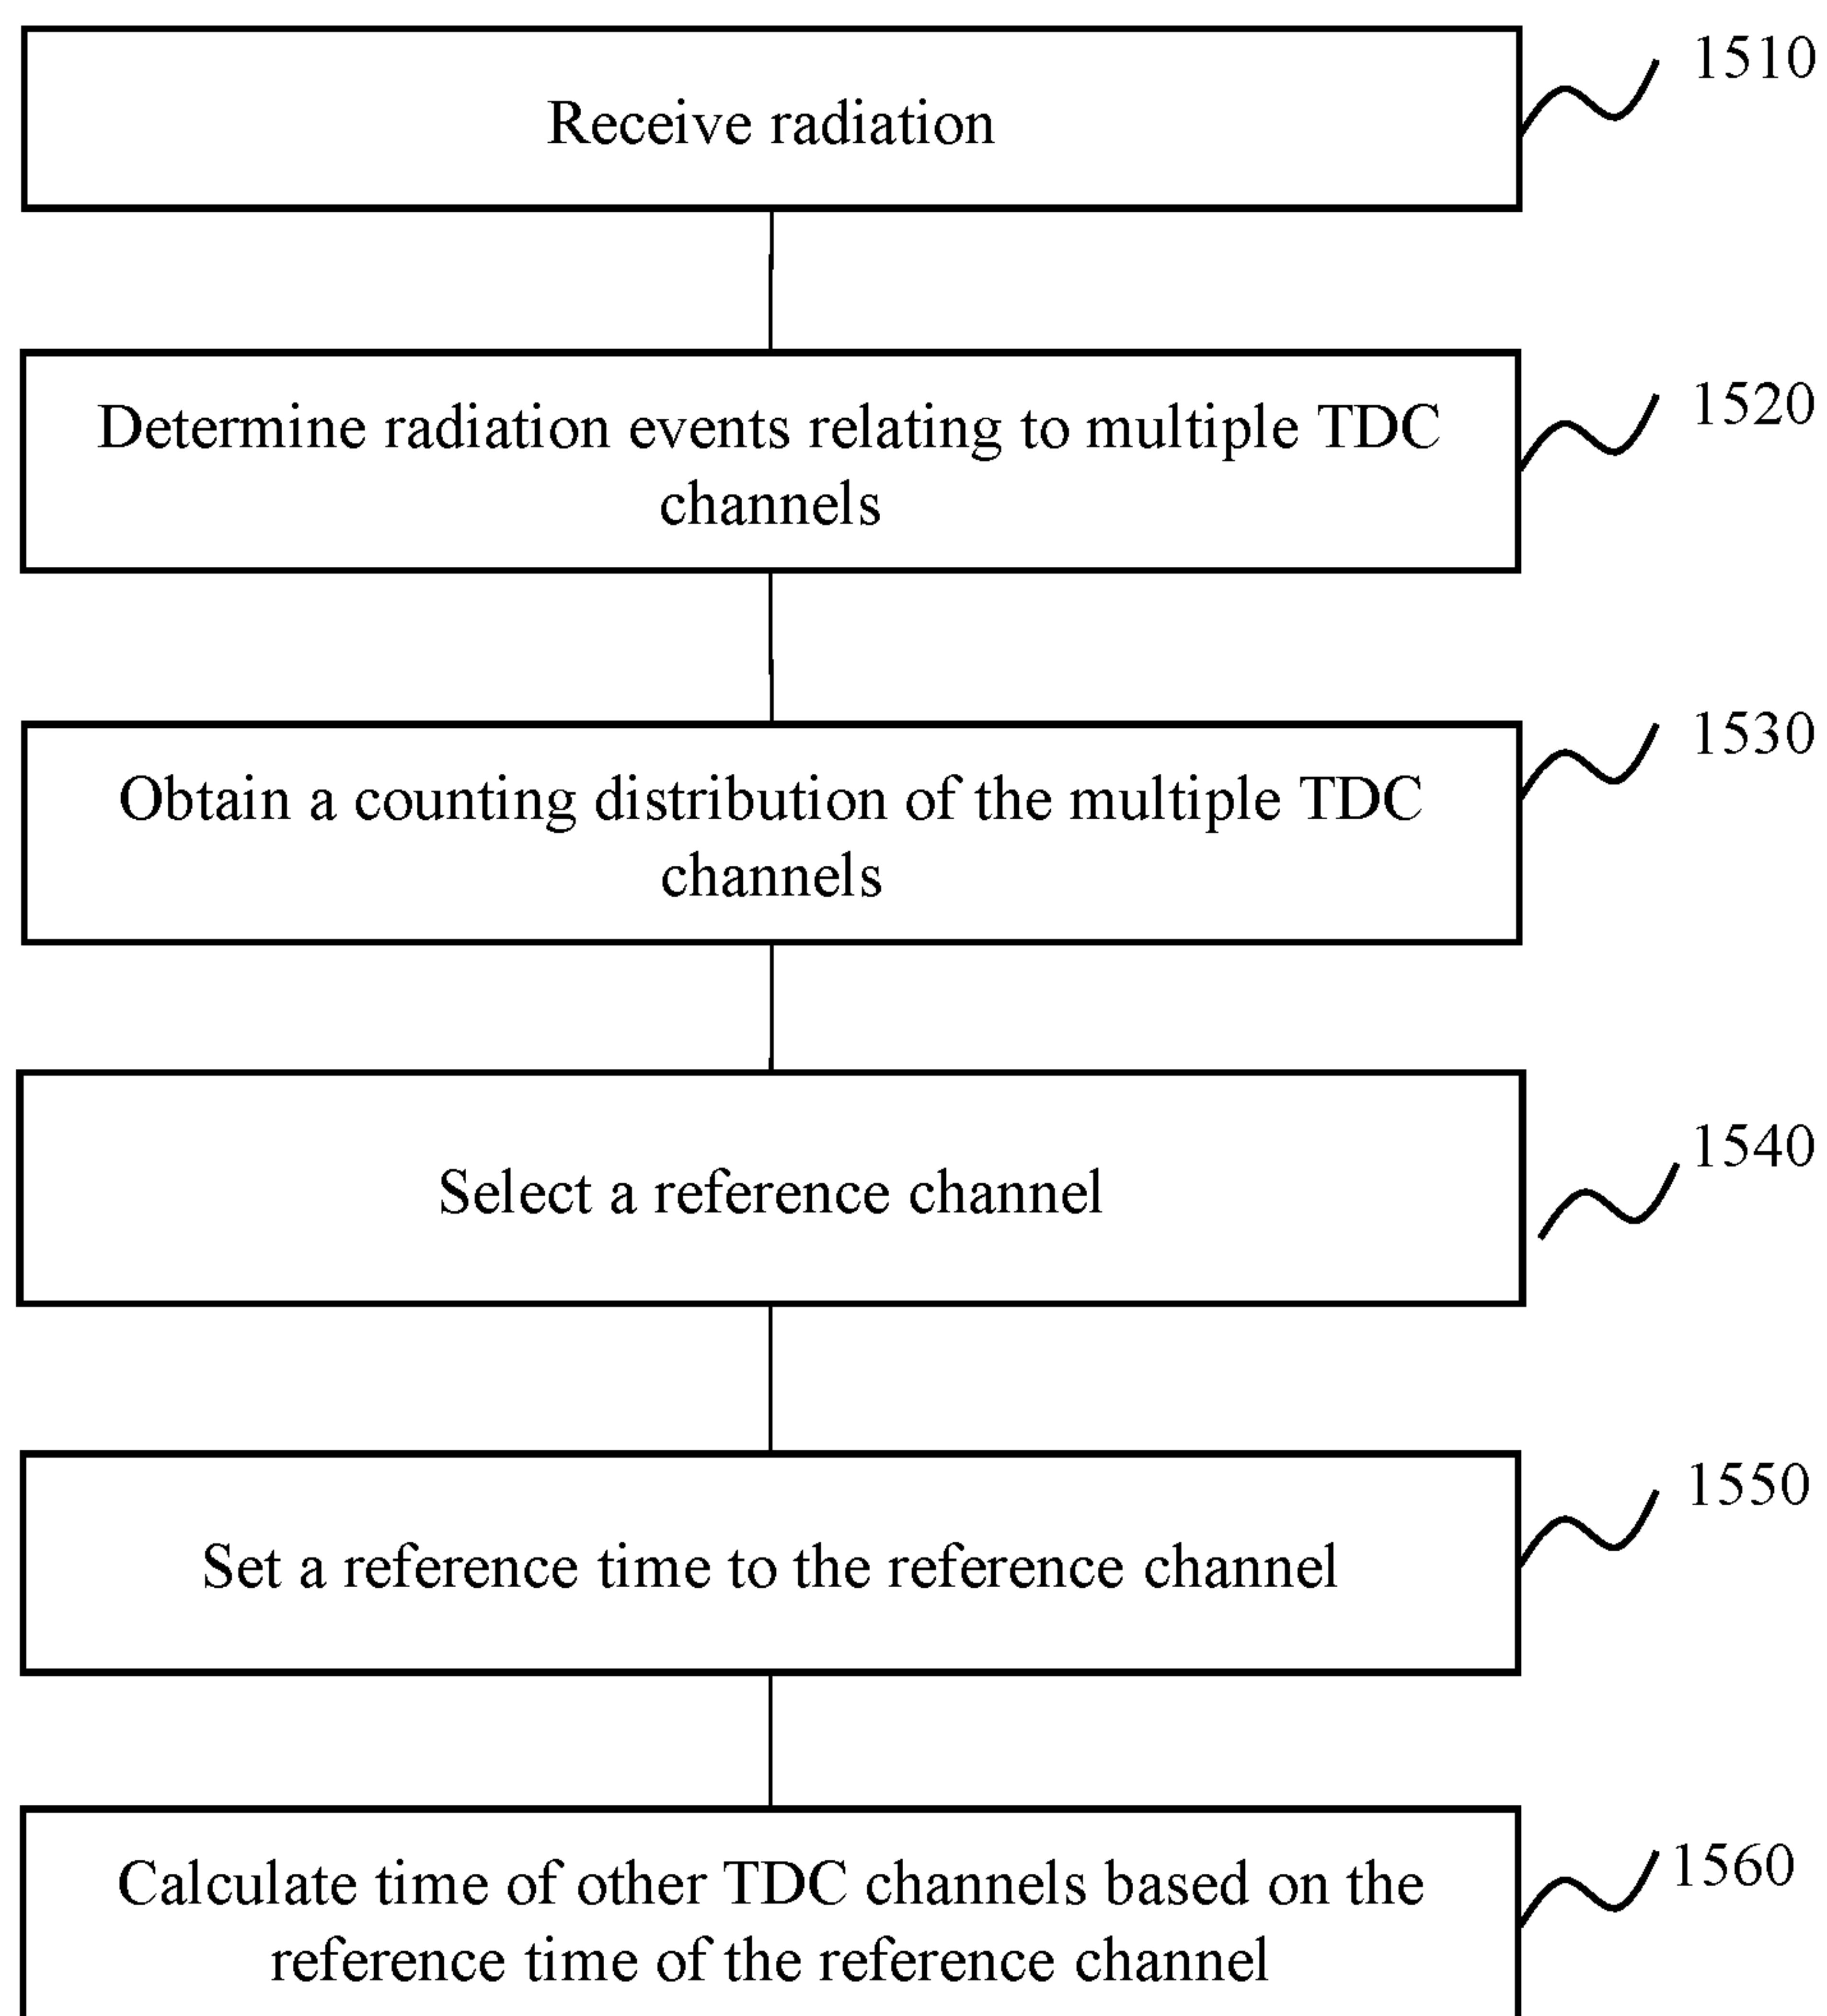 Receive radiation
1510
Determine radiation events relating to multiple TDC
channels
1520
Obtain a counting distribution of the multiple TDC
channels
1530
Select a reference channel
1540
Set a reference time to the reference channel
1550
Calculate time of other TDC channels based on the
reference time of the reference channel
1560